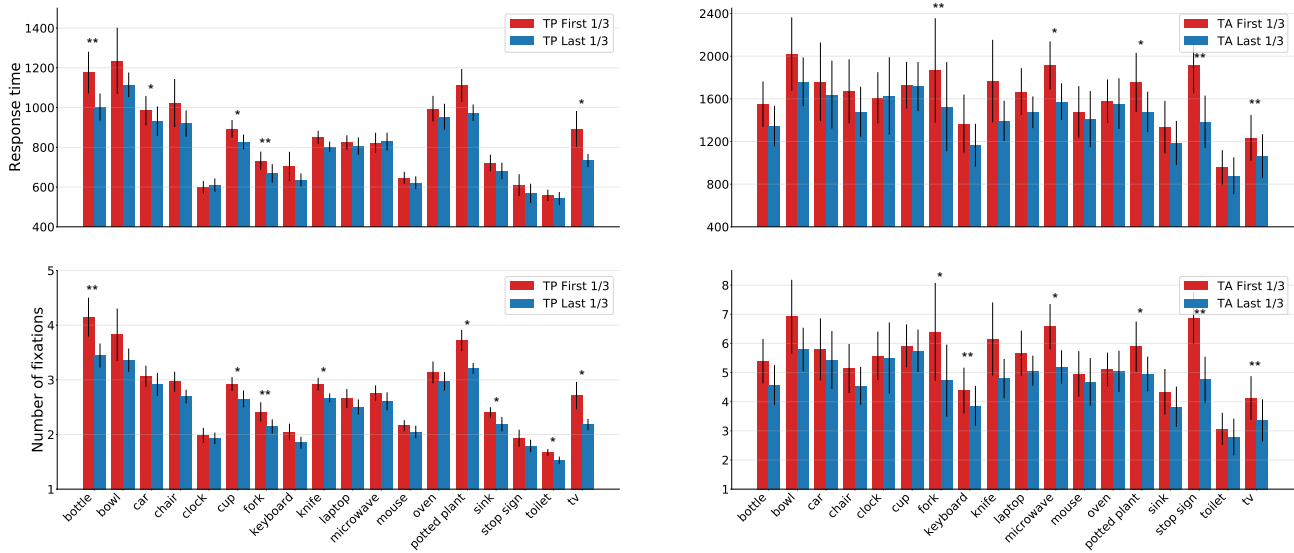 Response time
1400
1200
1000
800
600
400
TP First 1/3
TP Last 1/3
** * * ** *
2400
2000
1600
1200
800
400
TA First 1/3
TA Last 1/3
** * * ** **
Number of fixations
5
4
3
2
1
TP First 1/3
TP Last 1/3
** * ** * * * * *
bottle
bowl
car
chair
clock
cup
fork
keyboard
knife
laptop
microwave
mouse
oven
potted plant
sink
stop sign
toilet
tv
8
7
6
5
4
3
2
1
TA First 1/3
TA Last 1/3
* ** * * ** **
bottle
bowl
car
chair
clock
cup
fork
keyboard
knife
laptop
microwave
mouse
oven
potted plant
sink
stop sign
toilet
tv